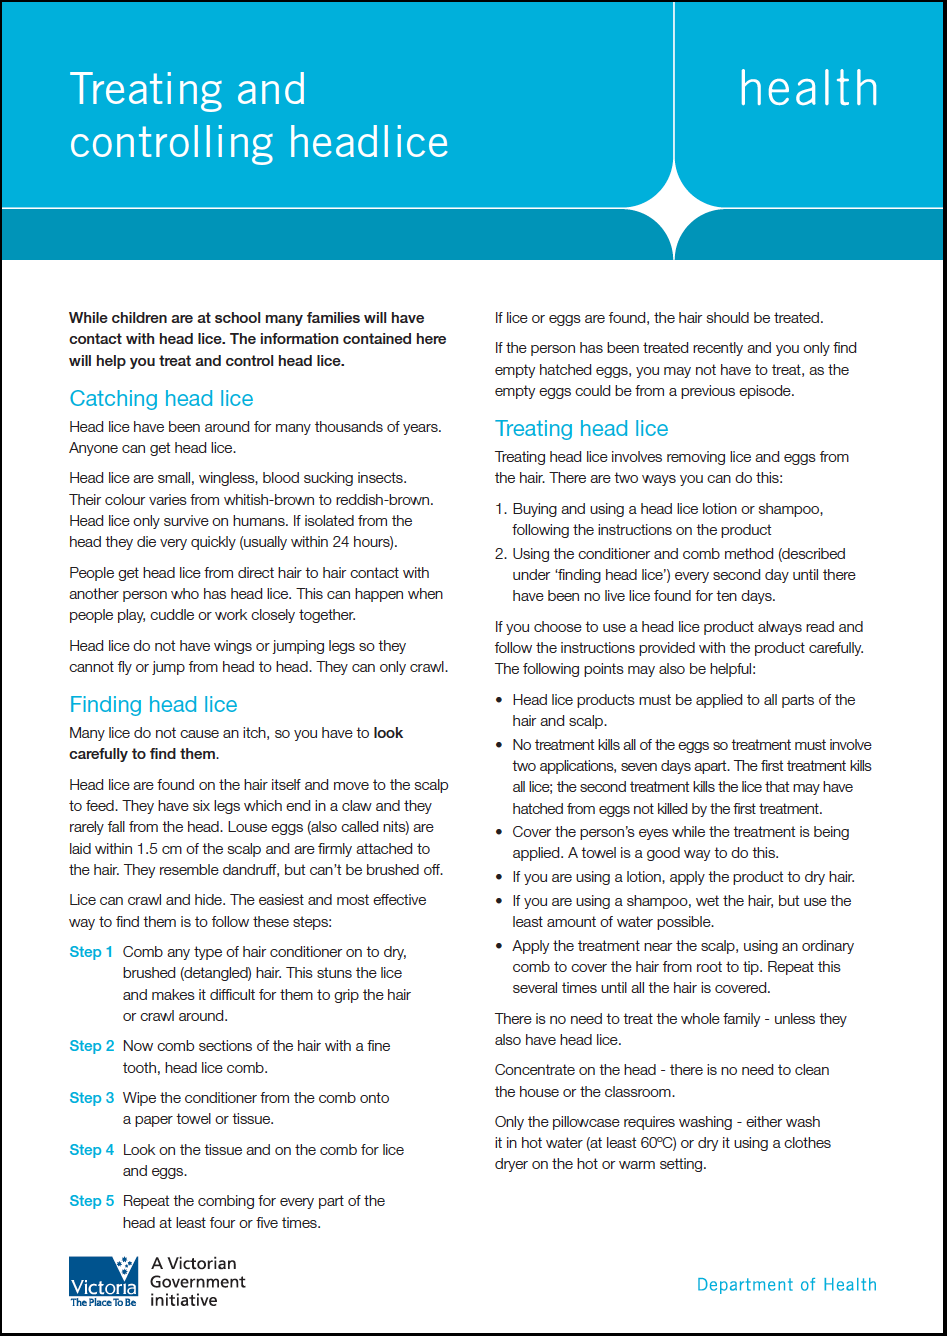 Treating and
controlling headlice
health
While children are at school many families will have
contact with head lice. The information contained here
will help you treat and control head lice.
Catching head lice
Head lice have been around for many thousands of years.
Anyone can get head lice.
Head lice are small, wingless, blood sucking insects.
Their colour varies from whitish-brown to reddish-brown.
Head lice only survive on humans. If isolated from the
head they die very quickly (usually within 24 hours).
People get head lice from direct hair to hair contact with
another person who has head lice. This can happen when
people play, cuddle or work closely together.
Head lice do not have wings or jumping legs so they
cannot fly or jump from head to head. They can only crawl.
Finding head lice
Many lice do not cause an itch, so you have to look
carefully to find them.
Head lice are found on the hair itself and move to the scalp
to feed. They have six legs which end in a claw and they
rarely fall from the head. Louse eggs (also called nits) are
laid within 1.5 cm of the scalp and are firmly attached to
the hair. They resemble dandruff, but can't be brushed off.
Lice can crawl and hide. The easiest and most effective
way to find them is to follow these steps:
Step 1 Comb any type of hair conditioner on to dry,
brushed (detangled) hair. This stuns the lice
and makes it difficult for them to grip the hair
or crawl around.
Step 2 Now comb sections of the hair with a fine
tooth, head lice comb.
Step 3 Wipe the conditioner from the comb onto
a paper towel or tissue.
Step 4 Look on the tissue and on the comb for lice
and eggs.
Step 5 Repeat the combing for every part of the
head at least four or five times.
If lice or eggs are found, the hair should be treated.
If the person has been treated recently and you only find
empty hatched eggs, you may not have to treat, as the
empty eggs could be from a previous episode.
Treating head lice
Treating head lice involves removing lice and eggs from
the hair. There are two ways you can do this:
1. Buying and using a head lice lotion or shampoo,
following the instructions on the product
2. Using the conditioner and comb method (described
under ‘finding head lice’) every second day until there
have been no live lice found for ten days.
If you choose to use a head lice product always read and
follow the instructions provided with the product carefully.
The following points may also be helpful:
• Head lice products must be applied to all parts of the
hair and scalp.
• No treatment kills all of the eggs so treatment must involve
two applications, seven days apart. The first treatment kills
all lice; the second treatment kills the lice that may have
hatched from eggs not killed by the first treatment.
• Cover the person's eyes while the treatment is being
applied. A towel is a good way to do this.
• If you are using a lotion, apply the product to dry hair.
• If you are using a shampoo, wet the hair, but use the
least amount of water possible.
• Apply the treatment near the scalp, using an ordinary
comb to cover the hair from root to tip. Repeat this
several times until all the hair is covered.
There is no need to treat the whole family - unless they
also have head lice.
Concentrate on the head - there is no need to clean
the house or the classroom.
Only the pillowcase requires washing - either wash
it in hot water (at least 60ºC) or dry it using a clothes
dryer on the hot or warm setting.
Victoria
The Place To Be
A Victorian
Government
initiative
Department of Health